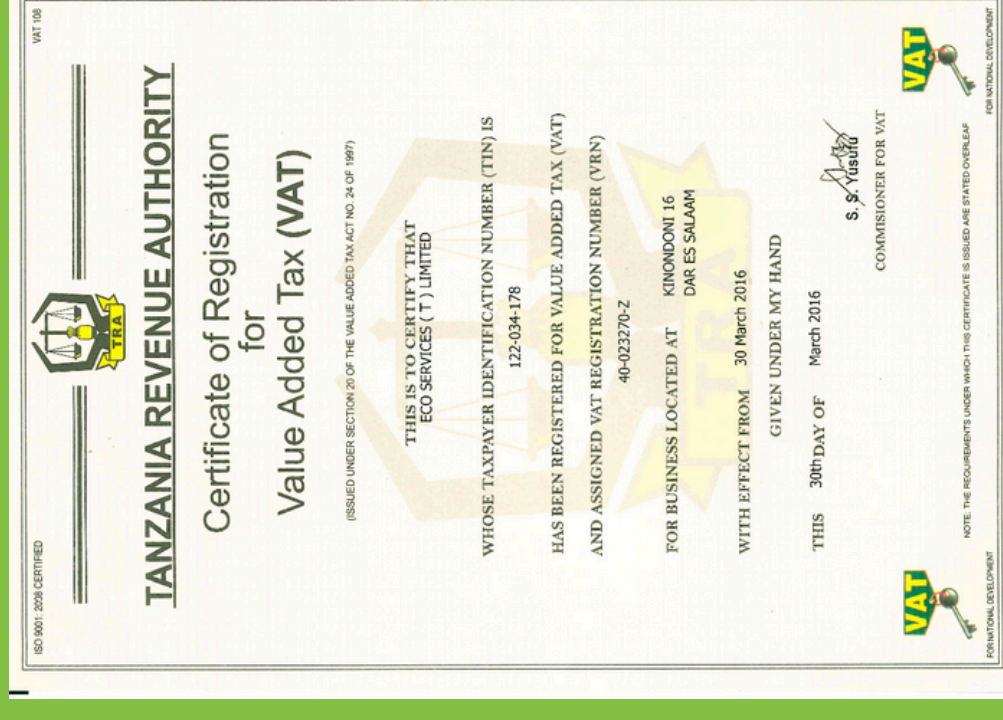 ISO 9001: 2008 CERTIFIED
VAT 108
TRA
TANZANIA REVENUE AUTHORITY
Certificate of Registration
for
Value Added Tax (VAT)
(ISSUED UNDER SECTION 20 OF THE VALUE ADDED TAX ACT NO. 24 OF 1997)
THIS IS TO CERTIFY THAT
ECO SERVICES ( T ) LIMITED
WHOSE TAXPAYER IDENTIFICATION NUMBER (TIN) IS
122-034-178
HAS BEEN REGISTERED FOR VALUE ADDED TAX (VAT)
AND ASSIGNED VAT REGISTRATION NUMBER (VRN)
40-023270-Z
FOR BUSINESS LOCATED AT KINONDONI 16
DAR ES SALAAM
WITH EFFECT FROM 30 March 2016
GIVEN UNDER MY HAND
THIS 30th DAY OF March 2016
S. S. Yusufu
COMMISIONER FOR VAT
VAT
FOR NATIONAL DEVELOPMENT
NOTE: THE REQUIREMENTS UNDER WHICH THIS CERTIFICATE IS ISSUED ARE STATED OVERLEAF
VAT
FOR NATIONAL DEVELOPMENT
TRA